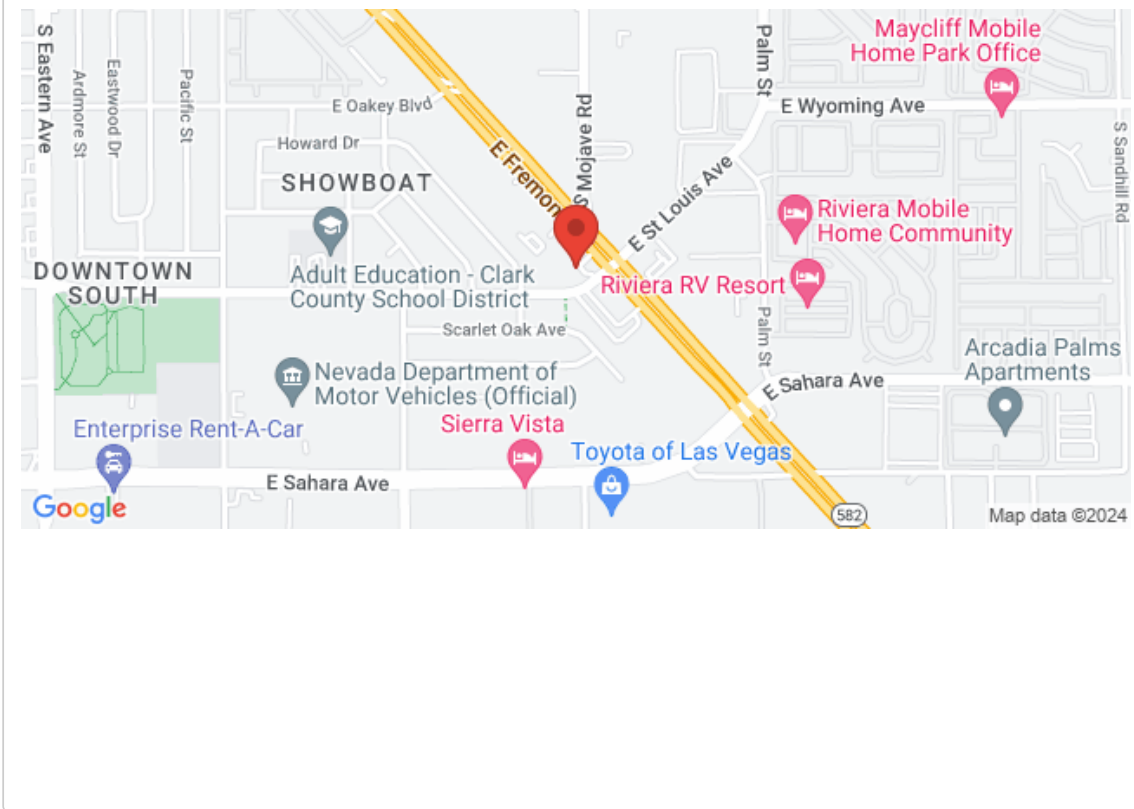 S Eastern Ave
Ardmore St
Eastwood Dr
Pacific St
E Oakey Blvd
Howard Dr
SHOWBOAT
E Fremon
S Mojave Rd
Palm St
Maycliff Mobile
Home Park Office
E Wyoming Ave
S Sandhill Rd
E St Louis Ave
Riviera Mobile
Home Community
DOWNTOWN
SOUTH
Adult Education - Clark
County School District
Riviera RV Resort
Scarlet Oak Ave
Palm St
Nevada Department of
Motor Vehicles (Official)
Arcadia Palms
Apartments
E Sahara Ave
Enterprise Rent-A-Car
Sierra Vista
Toyota of Las Vegas
E Sahara Ave
Google
582
Map data ©2024